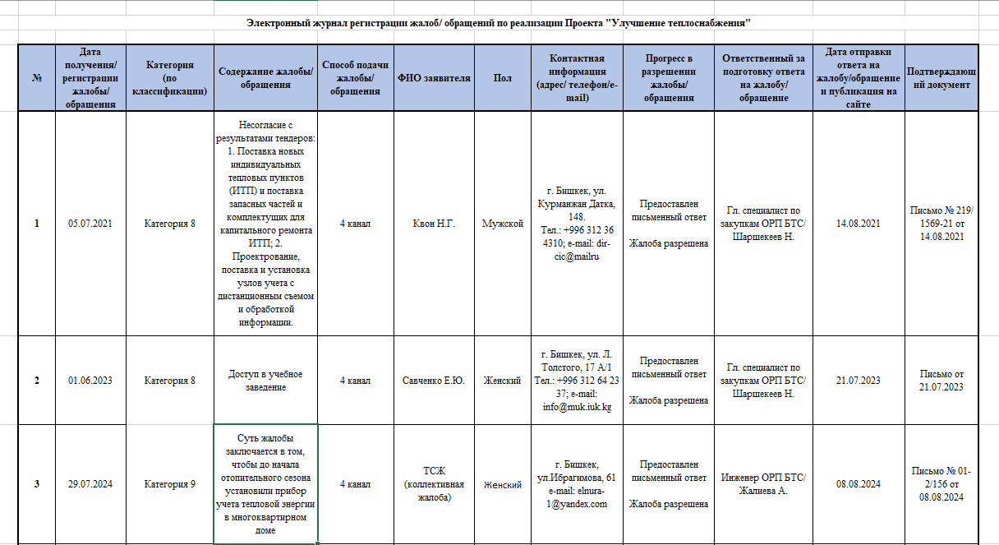 Электронный журнал регистрации жалоб/ обращений по реализации Проекта "Улучшение теплоснабжения"
№
Дата
получения/
регистрации
жалобы/
обращения
Категория
(по
классификации)
Содержание жалобы/
обращения
Способ подачи
жалобы/
обращения
ФИО заявителя
Пол
Контактная
информация
(адрес/ телефон/e-
mail)
Прогресс в
разрешении
жалобы/
обращения
Ответственный за
подготовку ответа
на жалобу/
обращение
Дата отправки
ответа на
жалобу/обращение
и публикация на
сайте
Подтверждающ
ий документ
1
05.07.2021
Категория 8
Несогласие с
результатами тендеров:
1. Поставка новых
индивидуальных
тепловых пунктов
(ИТП) и поставка
запасных частей и
комплектущих для
капитального ремонта
ИТП; 2.
Проектрование,
поставка и установка
узлов учета с
дистанционным съемом
и обработкой
информации.
4 канал
Квон Н.Г.
Мужской
г. Бишкек, ул.
Курманжан Датка,
148.
Тел.: +996 312 36
4310; e-mail: dir-
cic@mailru
Предоставлен
письменный ответ
Жалоба разрешена
Гл. специалист по
закупкам ОРП БТС/
Шаршекеев Н.
14.08.2021
Письмо № 219/
1569-21 от
14.08.2021
2
01.06.2023
Категория 8
Доступ в учебное
заведение
4 канал
Савченко Е.Ю.
Женский
г. Бишкек, ул. Л.
Толстого, 17 А/1
Тел.: +996 312 64 23
37; e-mail:
info@muk.iuk.kg
Предоставлен
письменный ответ
Жалоба разрешена
Гл. специалист по
закупкам ОРП БТС/
Шаршекеев Н.
21.07.2023
Письмо от
21.07.2023
3
29.07.2024
Категория 9
Суть жалобы
заключается в том,
чтобы до начала
отопительного сезона
установили прибор
учета тепловой энергии
в многоквартирном
доме
4 канал
ТСЖ
(коллективная
жалоба)
Женский
г. Бишкек,
ул.Ибрагимова, 61
e-mail: elnura-
1@yandex.com
Предоставлен
письменный ответ
Жалоба разрешена
Инженер ОРП БТС/
Жалиева А.
08.08.2024
Письмо № 01-
2/156 от
08.08.2024